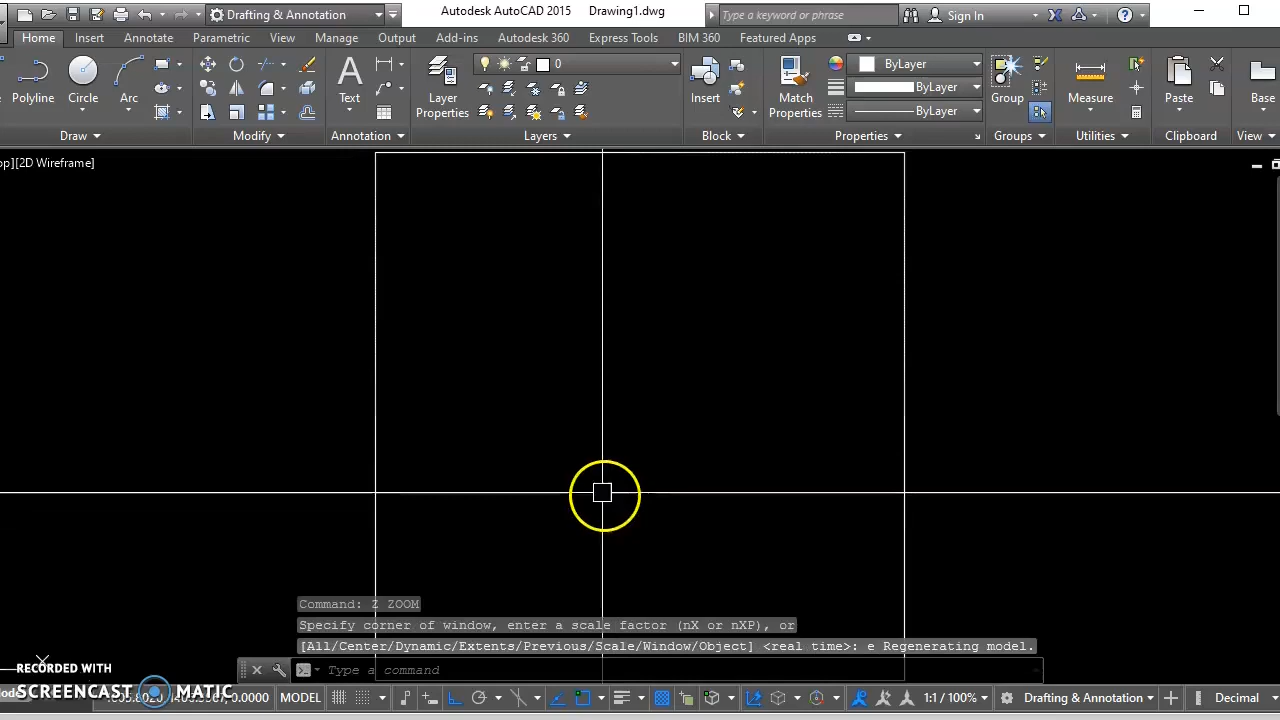 Drafting & Annotation
Autodesk AutoCAD 2015 Drawing1.dwg
Type a keyword or phrase
Sign In
Home Insert Annotate Parametric View Manage Output Add-ins Autodesk 360 Express Tools BIM 360 Featured Apps
0
ByLayer
ByLayer
ByLayer
Polyline Circle Arc
Text
Layer
Properties
Insert
Match
Properties
Group
Measure
Paste
Base
Draw Modify Annotation Layers Block Properties Groups Utilities Clipboard View
op][2D Wireframe]
Command: Z ZOOM
Specify corner of window, enter a scale factor (nX or nXP), or
[All/Center/Dynamic/Extents/Previous/Scale/Window/Object] <real time>: e Regenerating model.
Type a command
RECORDED WITH
SCREENCAST MATIC
0.0000 MODEL
1:1 / 100%
Drafting & Annotation
Decimal